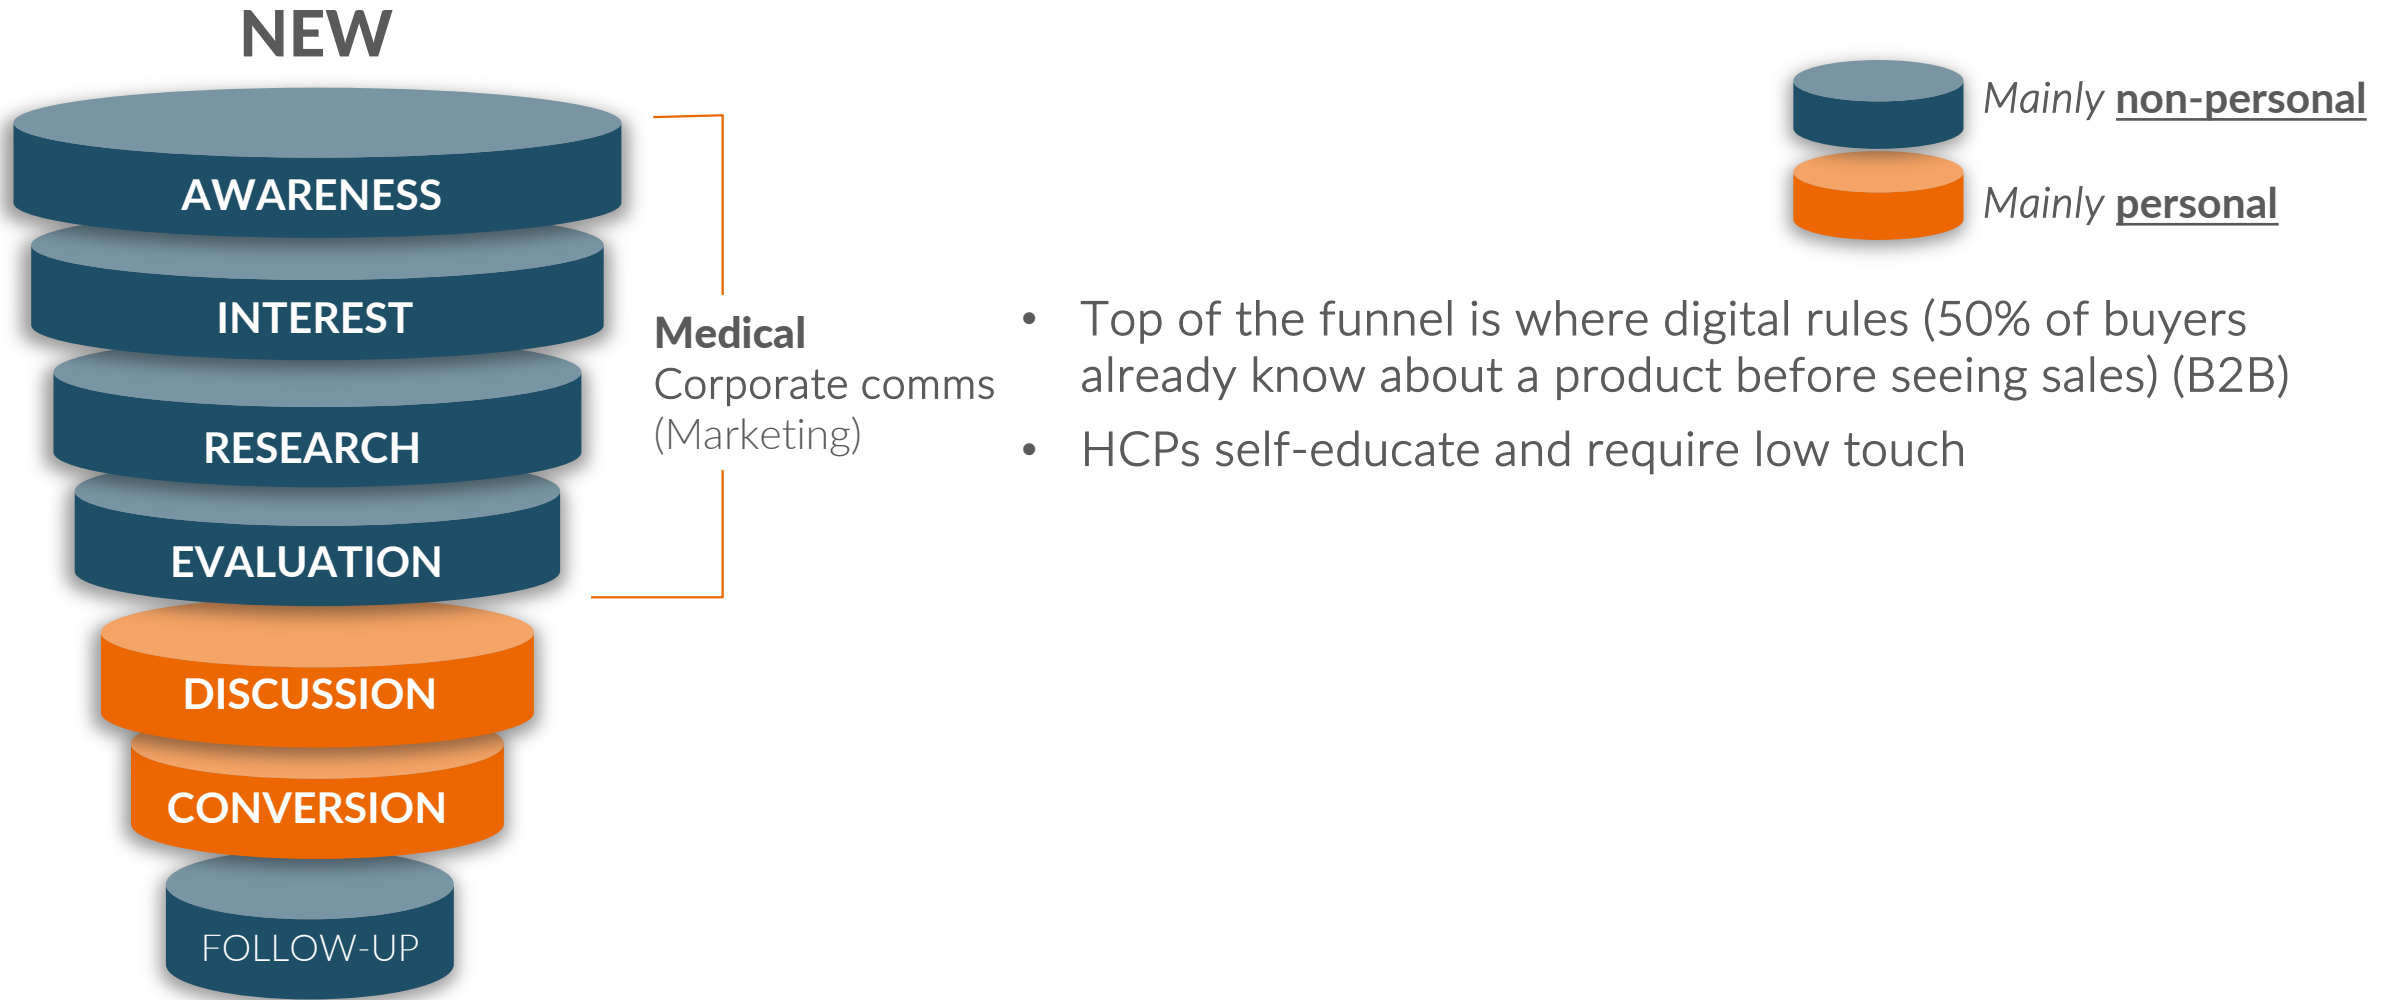 NEW
AWARENESS
INTEREST
RESEARCH
EVALUATION
DISCUSSION
CONVERSION
FOLLOW-UP
Medical
Corporate comms
(Marketing)
Mainly non-personal
Mainly personal
• Top of the funnel is where digital rules (50% of buyers
already know about a product before seeing sales) (B2B)
• HCPs self-educate and require low touch